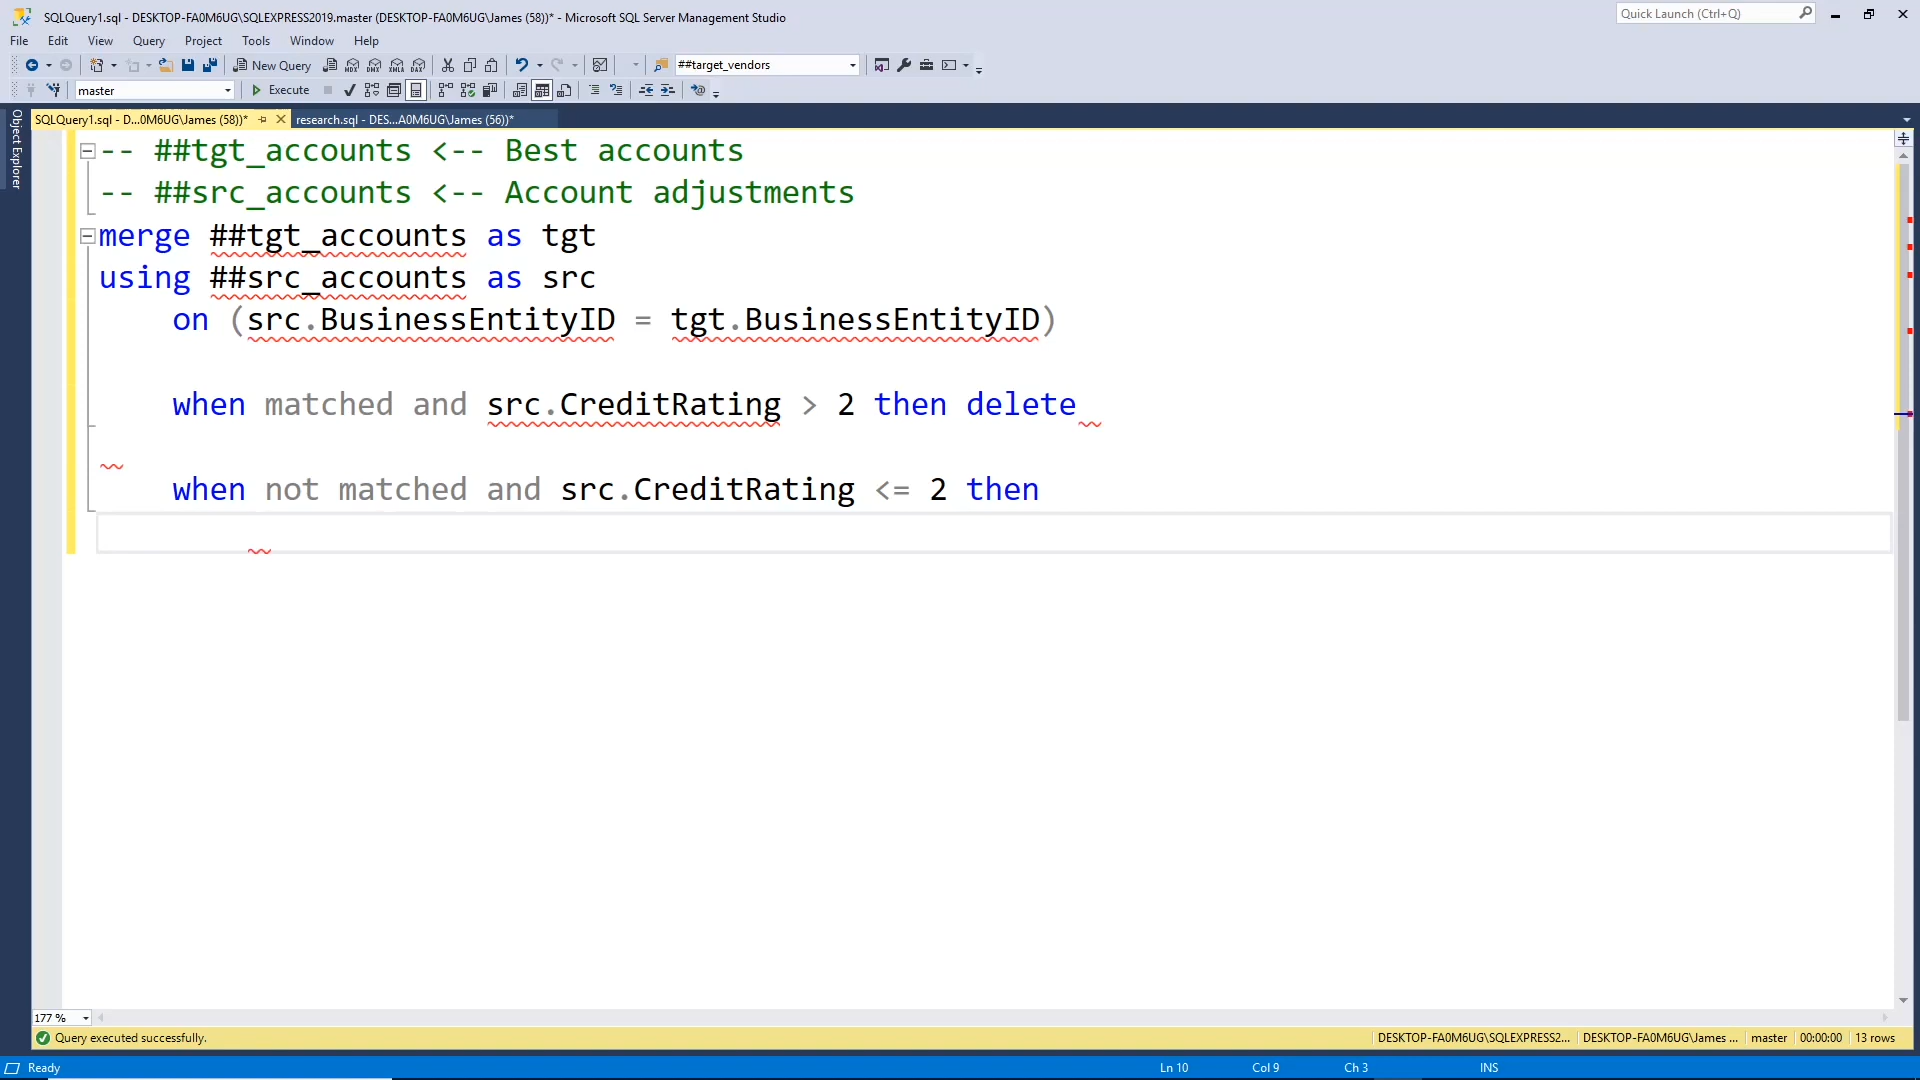 SQLQuery1.sql - DESKTOP-FA0M6UG\SQLEXPRESS2019.master (DESKTOP-FA0M6UG\James (58))* - Microsoft SQL Server Management Studio
Quick Launch (Ctrl+Q)
File Edit View Query Project Tools Window Help
New Query
MDX DMX XMLA DAX
##target_vendors
master
Execute
SQLQuery1.sql - D...0M6UG\James (58))*
research.sql - DES...A0M6UG\James (56))*
Object Explorer
-- ##tgt_accounts <-- Best accounts
-- ##src_accounts <-- Account adjustments
merge ##tgt_accounts as tgt
using ##src_accounts as src
on (src.BusinessEntityID = tgt.BusinessEntityID)
when matched and src.CreditRating > 2 then delete
when not matched and src.CreditRating <= 2 then
177 %
Query executed successfully.
DESKTOP-FA0M6UG\SQLEXPRESS2... DESKTOP-FA0M6UG\James ... master 00:00:00 13 rows
Ready
Ln 10 Col 9 Ch 3 INS